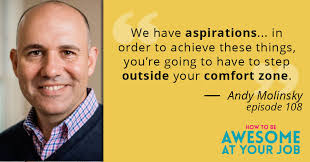 We have aspirations... in
order to achieve these things,
you're going to have to step
outside your comfort zone.
— Andy Molinsky
episode 108
HOW TO BE
AWESOME
AT YOUR JOB